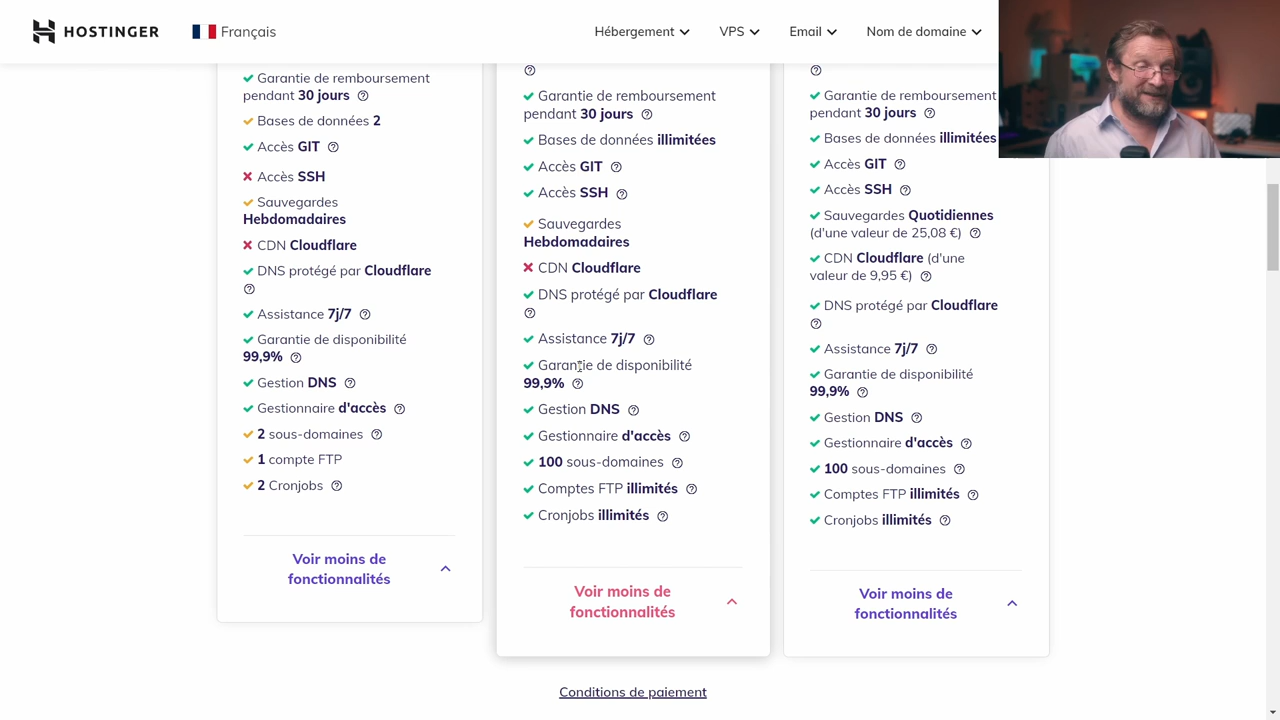 HOSTINGER
Français
Hébergement
VPS
Email
Nom de domaine
Garantie de remboursement
pendant 30 jours
Bases de données 2
Accès GIT
Accès SSH
Sauvegardes
Hebdomadaires
CDN Cloudflare
DNS protégé par Cloudflare
Assistance 7j/7
Garantie de disponibilité
99,9%
Gestion DNS
Gestionnaire d'accès
2 sous-domaines
1 compte FTP
2 Cronjobs
Voir moins de
fonctionnalités
Garantie de remboursement
pendant 30 jours
Bases de données illimitées
Accès GIT
Accès SSH
Sauvegardes
Hebdomadaires
CDN Cloudflare
DNS protégé par Cloudflare
Assistance 7j/7
Garantie de disponibilité
99,9%
Gestion DNS
Gestionnaire d'accès
100 sous-domaines
Comptes FTP illimités
Cronjobs illimités
Voir moins de
fonctionnalités
Garantie de remboursement
pendant 30 jours
Bases de données illimitées
Accès GIT
Accès SSH
Sauvegardes Quotidiennes
(d'une valeur de 25,08 €)
CDN Cloudflare (d'une
valeur de 9,95 €)
DNS protégé par Cloudflare
Assistance 7j/7
Garantie de disponibilité
99,9%
Gestion DNS
Gestionnaire d'accès
100 sous-domaines
Comptes FTP illimités
Cronjobs illimités
Voir moins de
fonctionnalités
Conditions de paiement